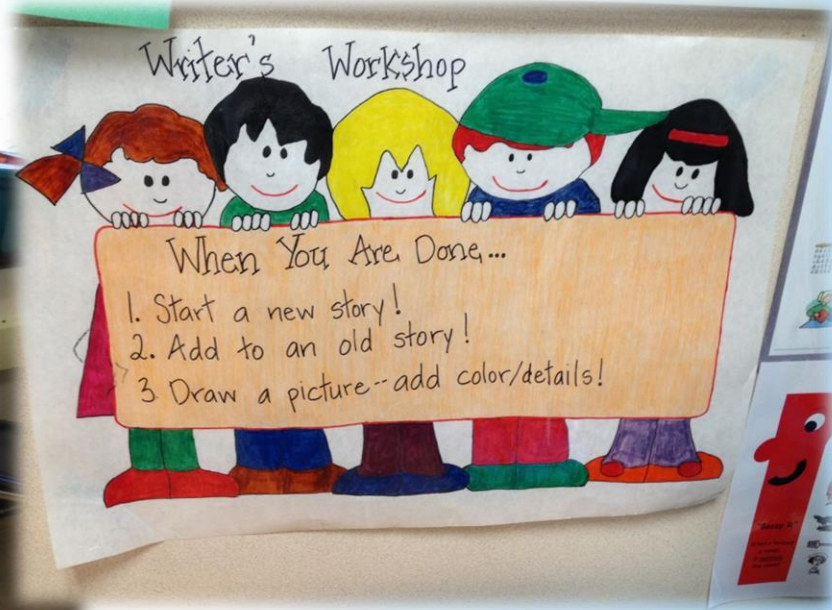 Writer's Workshop
When You Are Done...
1. Start a new story!
2. Add to an old story!
3 Draw a picture--add color/details!